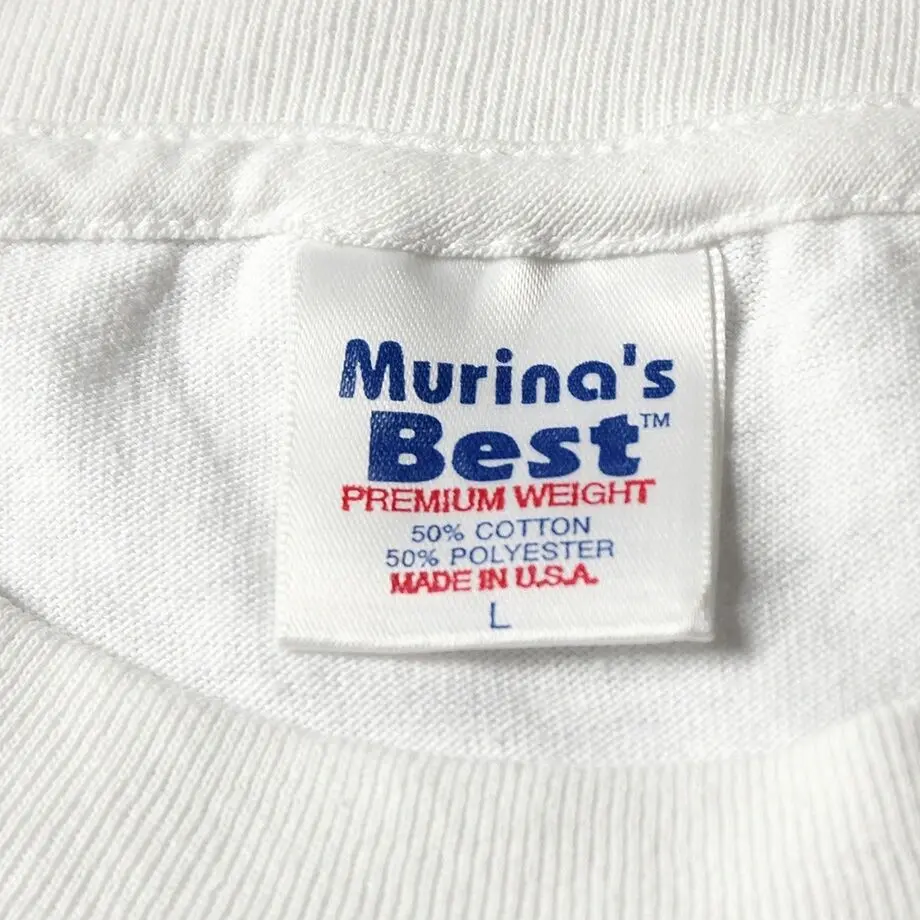 Murina's
Best™
PREMIUM WEIGHT
50% COTTON
50% POLYESTER
MADE IN U.S.A.
L